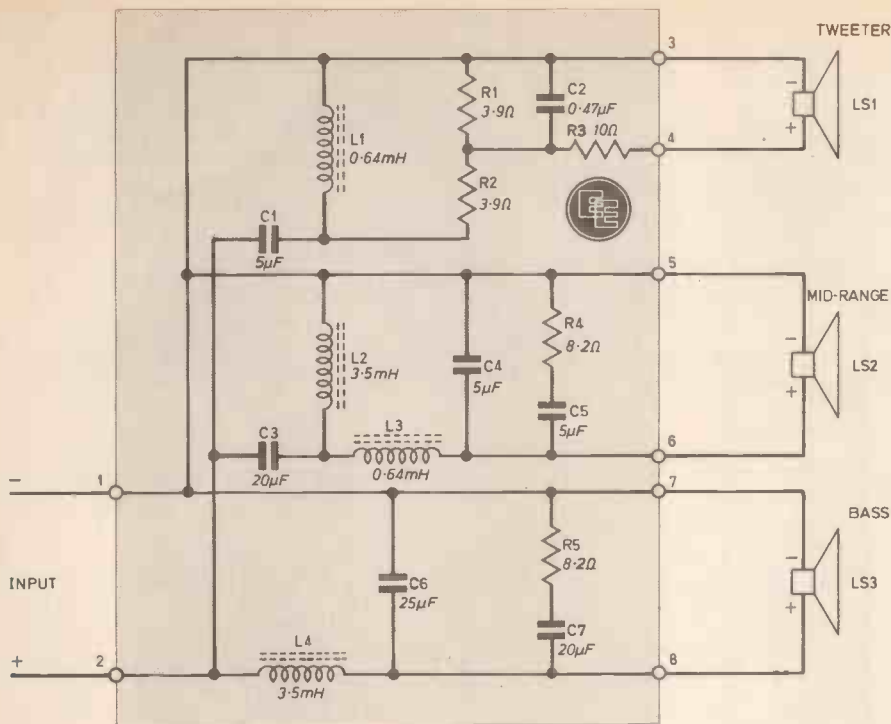 TWEETER
3
R1
3·9Ω
C2
0·47μF
R3 10Ω
LS1
-
+
4
L1
0·64mH
R2
3·9Ω
C1
5μF
5
MID-RANGE
R4
8·2Ω
L2
3·5mH
C4
5μF
C5
5μF
LS2
-
+
C3
20μF
L3
0·64mH
6
-
1
7
BASS
R5
8·2Ω
INPUT
C6
25μF
LS3
-
+
C7
20μF
+
2
L4
3·5mH
8